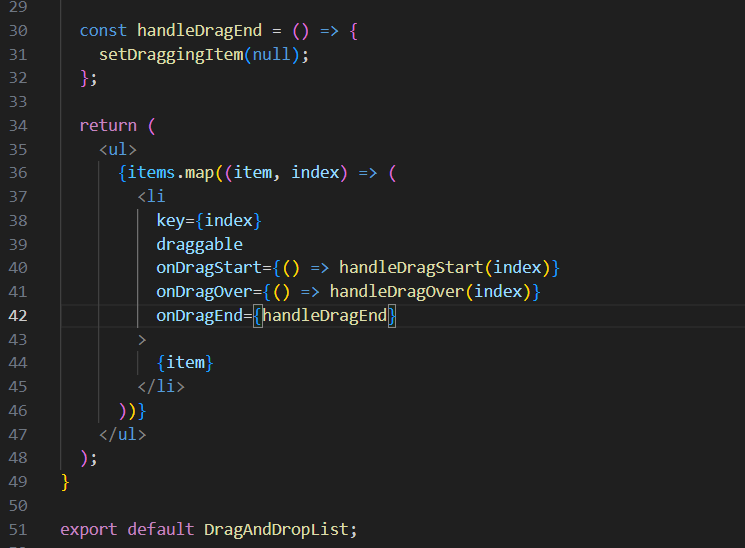 29
30   const handleDragEnd = () => {
31     setDraggingItem(null);
32   };
33
34   return (
35     <ul>
36       {items.map((item, index) => (
37         <li
38           key={index}
39           draggable
40           onDragStart={() => handleDragStart(index)}
41           onDragOver={() => handleDragOver(index)}
42           onDragEnd={handleDragEnd}
43         >
44           {item}
45         </li>
46       ))}
47     </ul>
48   );
49 }
50
51 export default DragAndDropList;